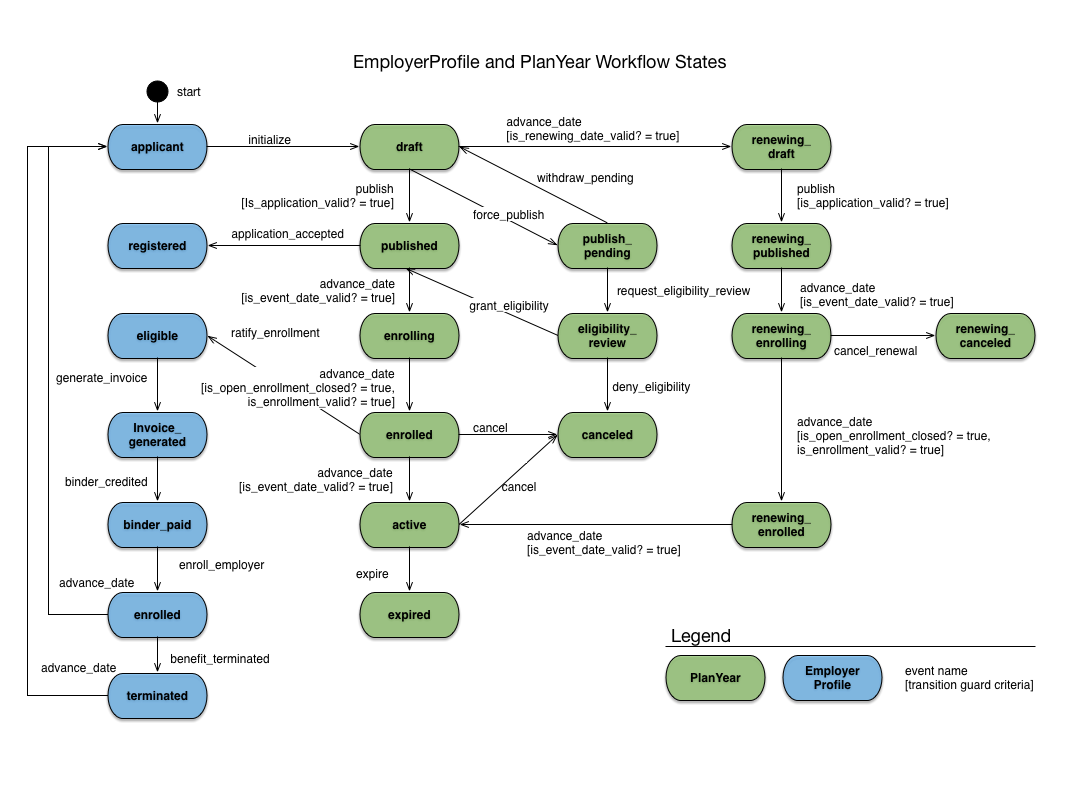 EmployerProfile and PlanYear Workflow States
start
applicant
initialize
draft
advance_date
[is_renewing_date_valid? = true]
renewing_
draft
withdraw_pending
publish
[Is_application_valid? = true]
force_publish
publish
[is_application_valid? = true]
registered
application_accepted
published
publish_
pending
renewing_
published
advance_date
[is_event_date_valid? = true]
grant_eligibility
request_eligibility_review
advance_date
[is_event_date_valid? = true]
eligible
ratify_enrollment
enrolling
eligibility_
review
renewing_
enrolling
cancel_renewal
renewing_
canceled
generate_invoice
advance_date
[is_open_enrollment_closed? = true,
is_enrollment_valid? = true]
deny_eligibility
Invoice_
generated
enrolled
cancel
canceled
advance_date
[is_open_enrollment_closed? = true,
is_enrollment_valid? = true]
binder_credited
advance_date
[is_event_date_valid? = true]
cancel
binder_paid
active
renewing_
enrolled
advance_date
[is_event_date_valid? = true]
enroll_employer
advance_date
expire
enrolled
expired
benefit_terminated
advance_date
terminated
Legend
PlanYear
Employer
Profile
event name
[transition guard criteria]